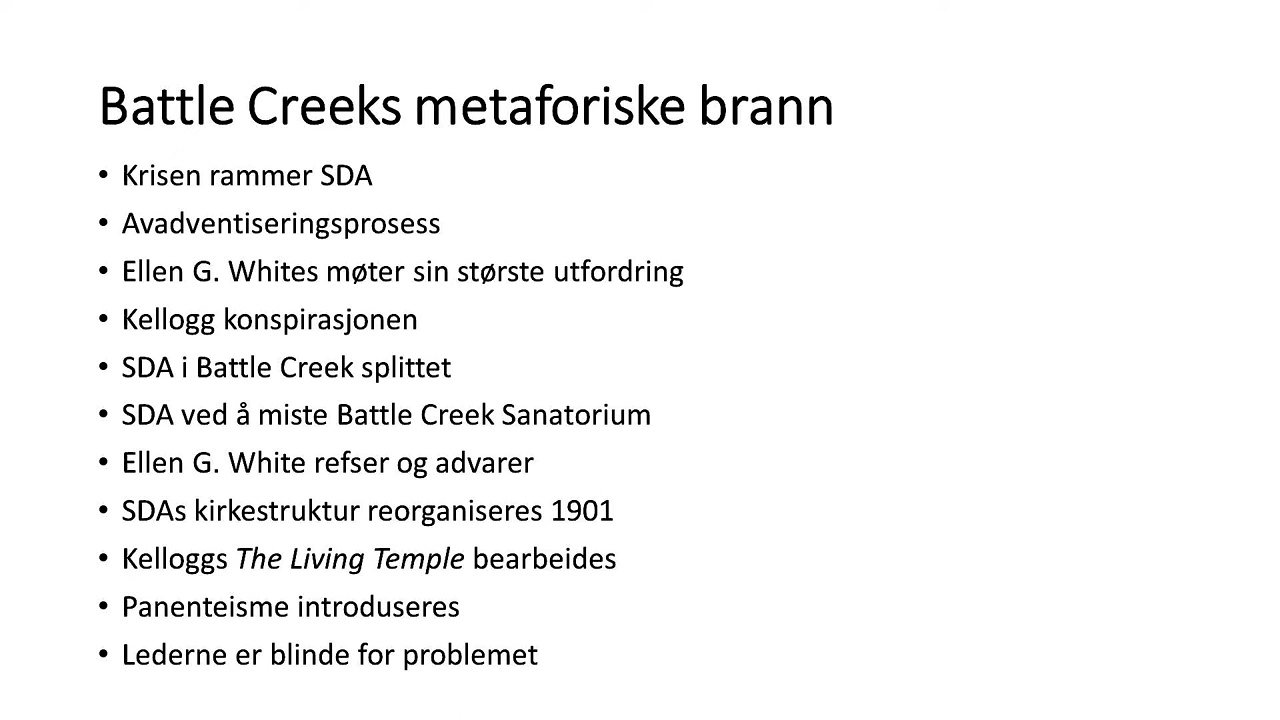 Battle Creeks metaforiske brann
• Krisen rammer SDA
• Avadventiseringsprosess
• Ellen G. Whites møter sin største utfordring
• Kellogg konspirasjonen
• SDA i Battle Creek splittet
• SDA ved å miste Battle Creek Sanatorium
• Ellen G. White refser og advarer
• SDAs kirkestruktur reorganiseres 1901
• Kelloggs The Living Temple bearbeides
• Panenteisme introduseres
• Lederne er blinde for problemet